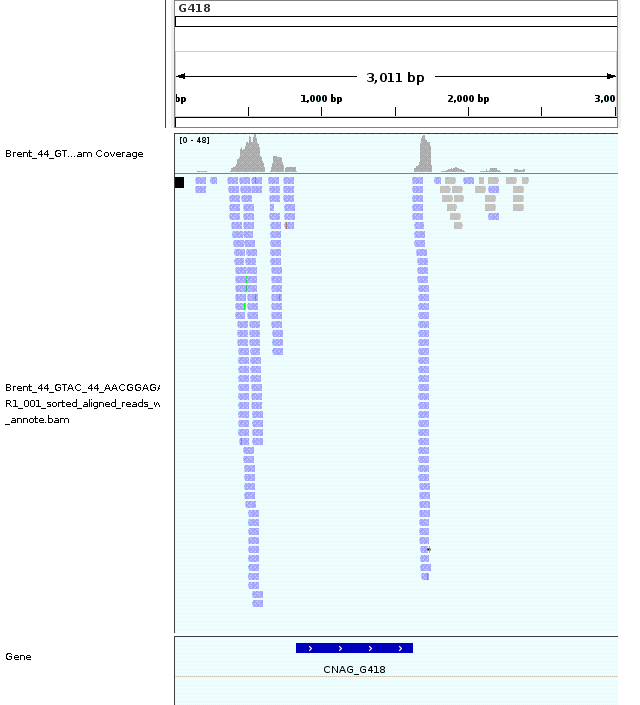 G418
3,011 bp
bp 1,000 bp 2,000 bp 3,00
[0 - 48]
Brent_44_GT...am Coverage
Brent_44_GTAC_44_AACGGAGA
R1_001_sorted_aligned_reads_w
_annote.bam
Gene
CNAG_G418